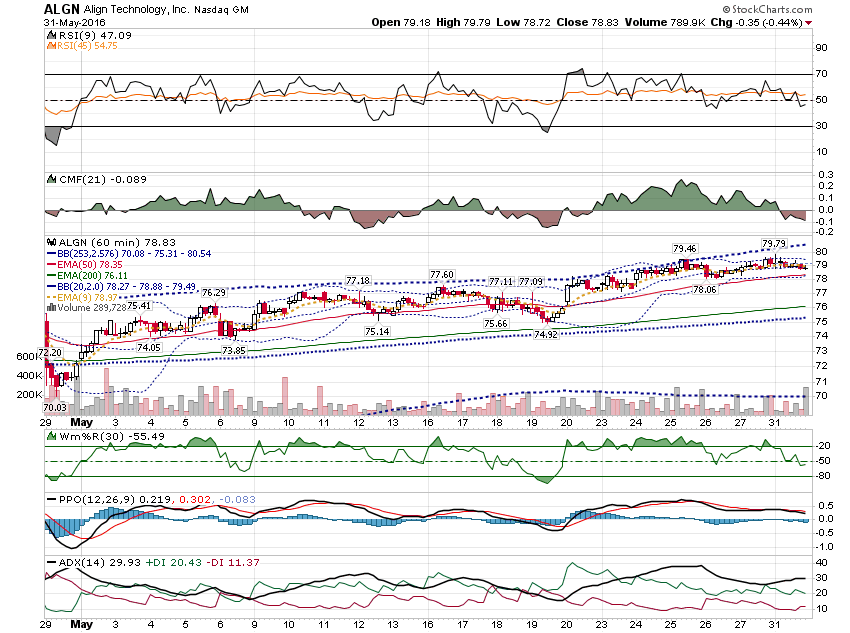 ALGN Align Technology, Inc. Nasdaq GM
© StockCharts.com
31-May-2016
Open 79.18 High 79.79 Low 78.72 Close 78.83 Volume 789.9K Chg -0.35 (-0.44%)
RSI(9) 47.09
RSI(45) 54.75
90
70
50
30
10
CMF(21) -0.089
0.3
0.2
0.1
0.0
-0.1
-0.2
ALGN (60 min) 78.83
BB(253,2.576) 70.08 - 75.31 - 80.54
EMA(50) 78.35
EMA(200) 76.11
BB(20,2.0) 78.27 - 78.88 - 79.49
EMA(9) 78.97
Volume 289,728
72.20
70.03
75.41
74.05
76.29
73.85
77.18
75.14
77.60
77.11
77.09
75.66
74.92
79.46
78.06
79.79
80
79
78
77
76
75
74
73
72
71
70
600K
400K
200K
29 May 3 4 5 6 9 10 11 12 13 16 17 18 19 20 23 24 25 26 27 31
Wm%R(30) -55.49
-20
-50
-80
PPO(12,26,9) 0.219, 0.302, -0.083
0.5
0.0
-0.5
-1.0
ADX(14) 29.93 +DI 20.43 -DI 11.37
40
30
20
10
29 May 3 4 5 6 9 10 11 12 13 16 17 18 19 20 23 24 25 26 27 31